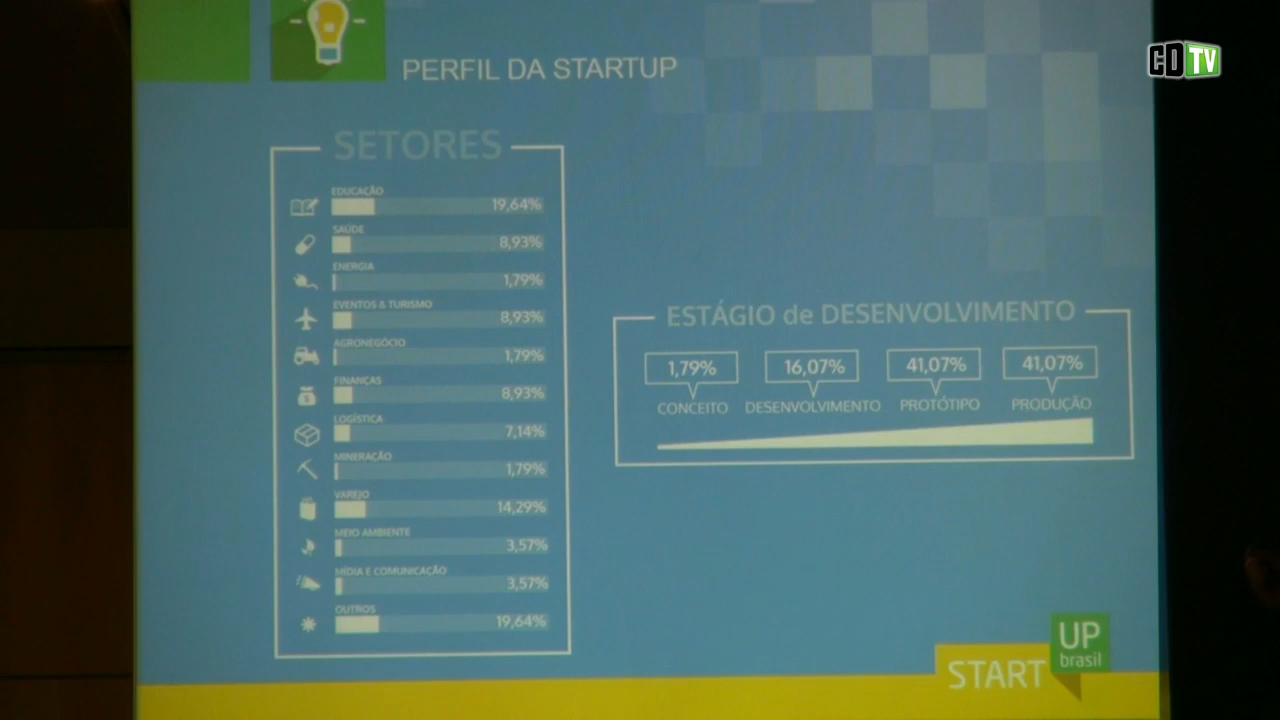 CDTV
PERFIL DA STARTUP
SETORES
EDUCAÇÃO
19,64%
SAÚDE
8,93%
ENERGIA
1,79%
EVENTOS & TURISMO
8,93%
AGRONEGÓCIO
1,79%
FINANÇAS
8,93%
LOGÍSTICA
7,14%
MINERAÇÃO
1,79%
VAREJO
14,29%
MEIO AMBIENTE
3,57%
MÍDIA E COMUNICAÇÃO
3,57%
OUTROS
19,64%
ESTÁGIO de DESENVOLVIMENTO
1,79% 16,07% 41,07% 41,07%
CONCEITO DESENVOLVIMENTO PROTÓTIPO PRODUÇÃO
START UP
brasil